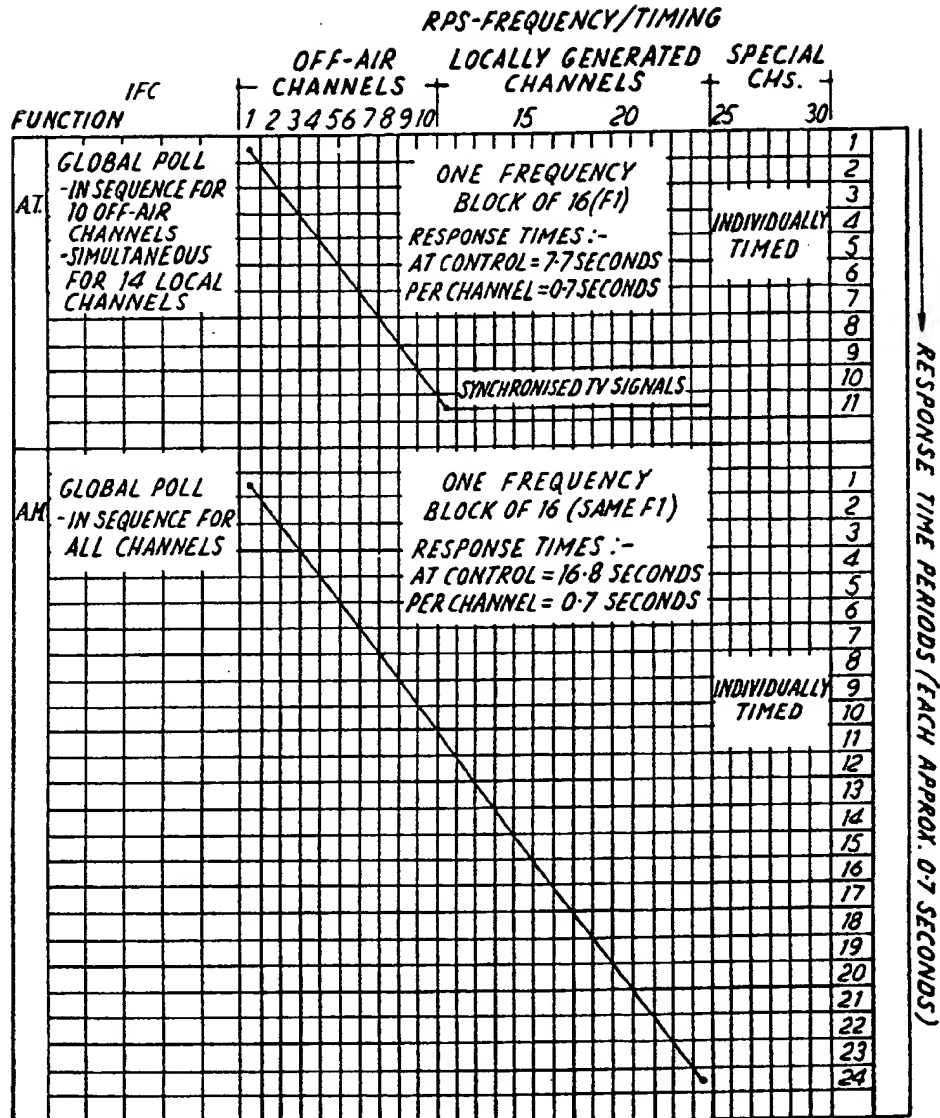 RPS-FREQUENCY/TIMING
OFF-AIR CHANNELS
LOCALLY GENERATED CHANNELS
SPECIAL CHs.
IFC
FUNCTION
1 2 3 4 5 6 7 8 9 10 15 20 25 30
A.T.
GLOBAL POLL
-IN SEQUENCE FOR
10 OFF-AIR
CHANNELS
-SIMULTANEOUS
FOR 14 LOCAL
CHANNELS
ONE FREQUENCY
BLOCK OF 16(F1)
RESPONSE TIMES :-
AT CONTROL = 7·7 SECONDS
PER CHANNEL = 0·7 SECONDS
INDIVIDUALLY
TIMED
SYNCHRONISED TV SIGNALS
1
2
3
4
5
6
7
8
9
10
11
AM
GLOBAL POLL
-IN SEQUENCE FOR
ALL CHANNELS
ONE FREQUENCY
BLOCK OF 16 (SAME F1)
RESPONSE TIMES :-
AT CONTROL = 16·8 SECONDS
PER CHANNEL = 0·7 SECONDS
INDIVIDUALLY
TIMED
1
2
3
4
5
6
7
8
9
10
11
12
13
14
15
16
17
18
19
20
21
22
23
24
RESPONSE TIME PERIODS (EACH APPROX. 0·7 SECONDS)